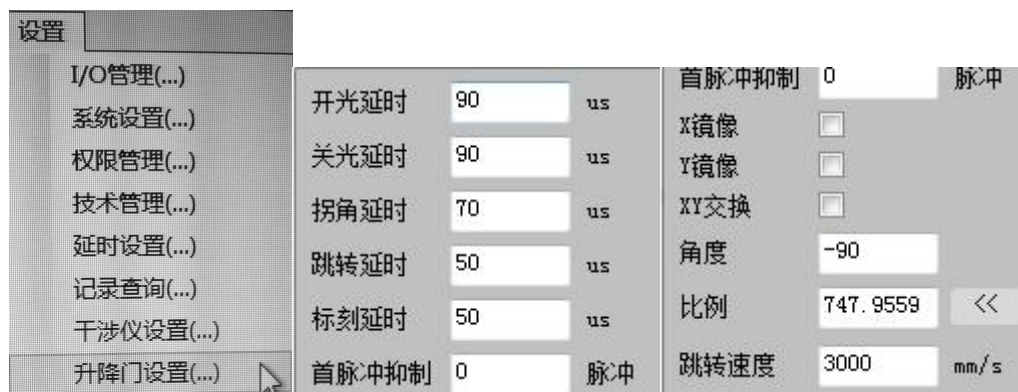 设置
I/O管理(...)
系统设置(...)
权限管理(...)
技术管理(...)
延时设置(...)
记录查询(...)
干涉仪设置(...)
升降门设置(...)
开光延时 90 us
关光延时 90 us
拐角延时 70 us
跳转延时 50 us
标刻延时 50 us
首脉冲抑制 0 脉冲
首脉冲抑制 0 脉冲
X镜像
Y镜像
XY交换
角度 -90
比例 747.9559 <<
跳转速度 3000 mm/s